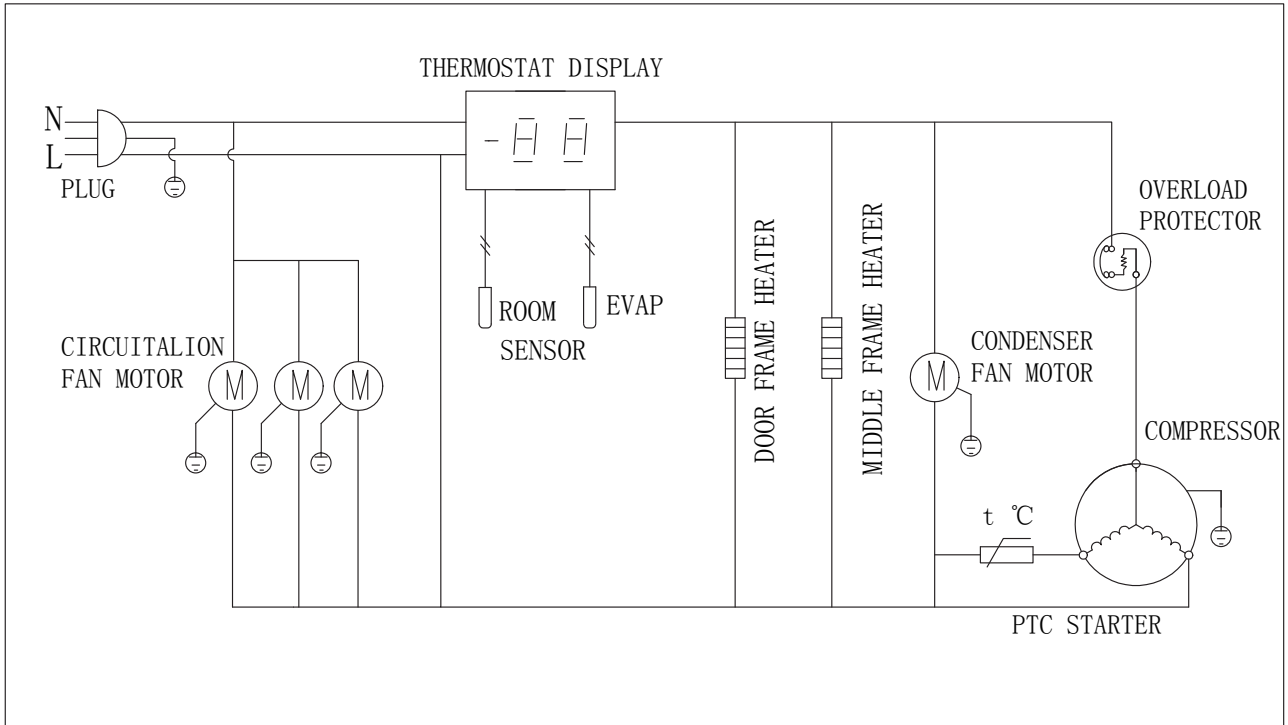 THERMOSTAT DISPLAY
N
L
PLUG
-88
OVERLOAD
PROTECTOR
ROOM
EVAP
SENSOR
DOOR FRAME HEATER
MIDDLE FRAME HEATER
CIRCUITALION
FAN MOTOR
M
M
M
M
CONDENSER
FAN MOTOR
COMPRESSOR
t ℃
PTC STARTER